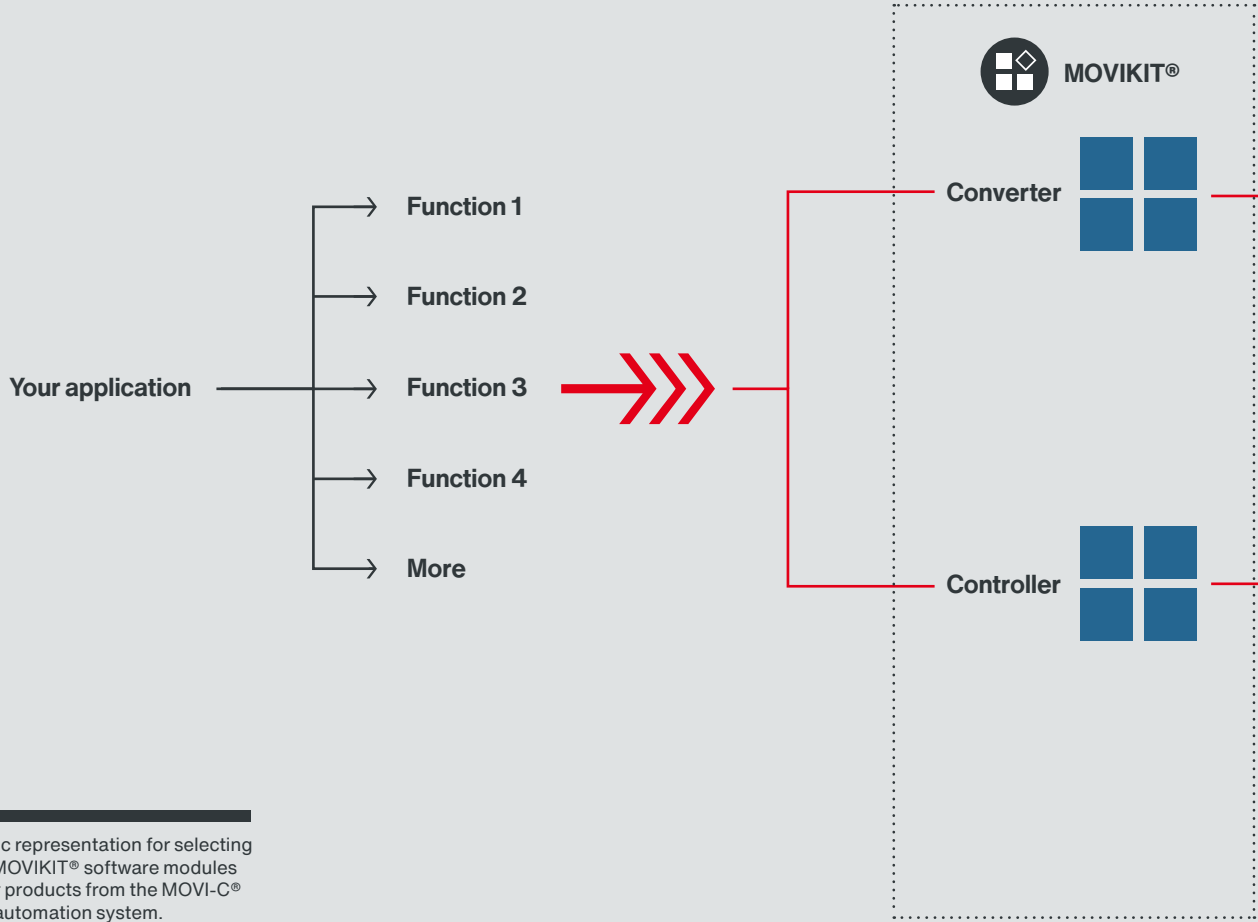 MOVIKIT®
Converter
Function 1
Function 2
Your application
Function 3
Function 4
More
Controller
representation for selecting
MOVIKIT® software modules
products from the MOVI-C®
automation system.